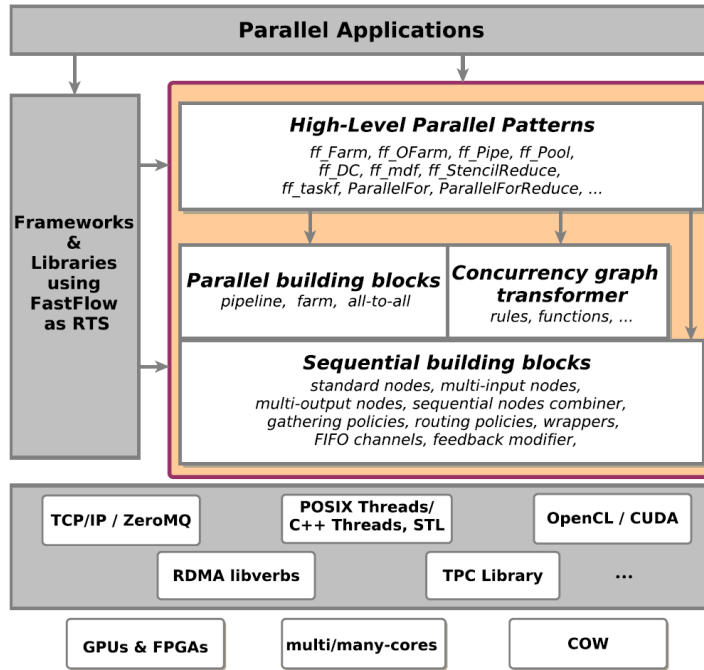 Parallel Applications
High-Level Parallel Patterns
ff_Farm, ff_OFarm, ff_Pipe, ff_Pool,
ff_DC, ff_mdf, ff_StencilReduce,
ff_taskf, ParallelFor, ParallelForReduce, ...
Frameworks
&
Libraries
using
FastFlow
as RTS
Parallel building blocks
pipeline, farm, all-to-all
Concurrency graph
transformer
rules, functions, ...
Sequential building blocks
standard nodes, multi-input nodes,
multi-output nodes, sequential nodes combiner,
gathering policies, routing policies, wrappers,
FIFO channels, feedback modifier,
TCP/IP / ZeroMQ
POSIX Threads/
C++ Threads, STL
OpenCL / CUDA
RDMA libverbs
TPC Library
...
GPUs & FPGAs
multi/many-cores
COW